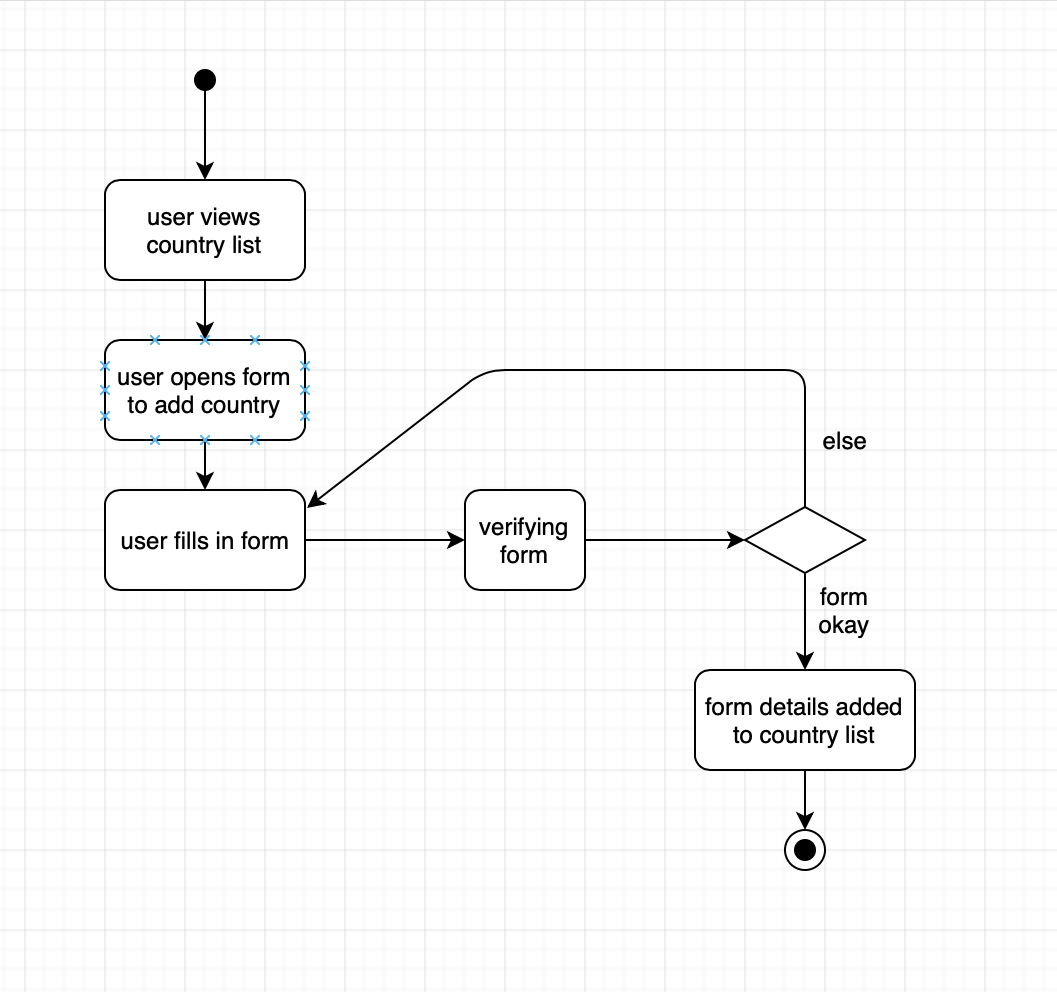 user views
country list
user opens form
to add country
else
user fills in form
verifying
form
form
okay
form details added
to country list